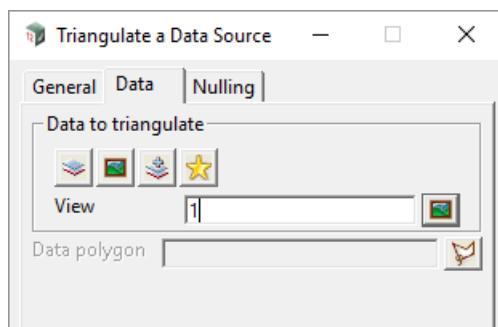 Triangulate a Data Source
General Data Nulling
Data to triangulate
View 1
Data polygon